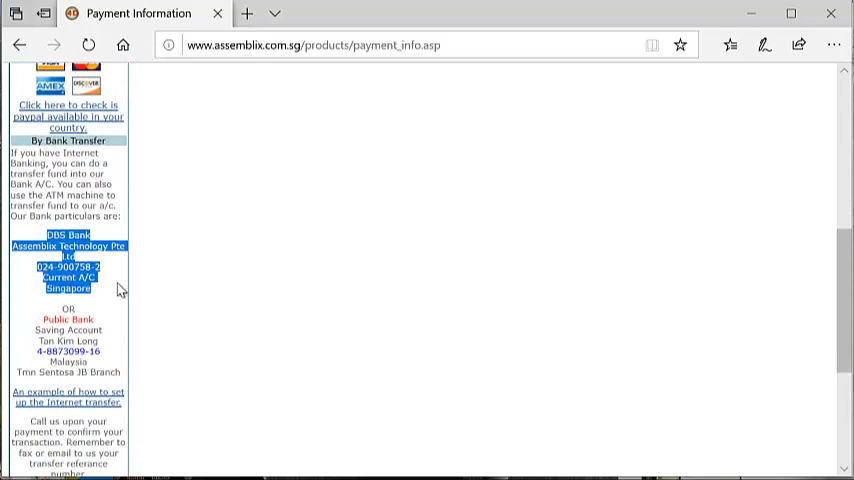 Payment Information
www.assemblix.com.sg/products/payment_info.asp
AMEX DISCOVER
Click here to check is
paypal available in your
country.
By Bank Transfer
If you have Internet
Banking, you can do a
transfer fund into our
Bank A/C. You can also
use the ATM machine to
transfer fund to our a/c.
Our Bank particulars are:
DBS Bank
Assemblix Technology Pte
Ltd
024-900758-2
Current A/C
Singapore
OR
Public Bank
Saving Account
Tan Kim Long
4-8873099-16
Malaysia
Tmn Sentosa JB Branch
An example of how to set
up the Internet transfer.
Call us upon your
payment to confirm your
transaction. Remember to
fax or email to us your
transfer referance
number